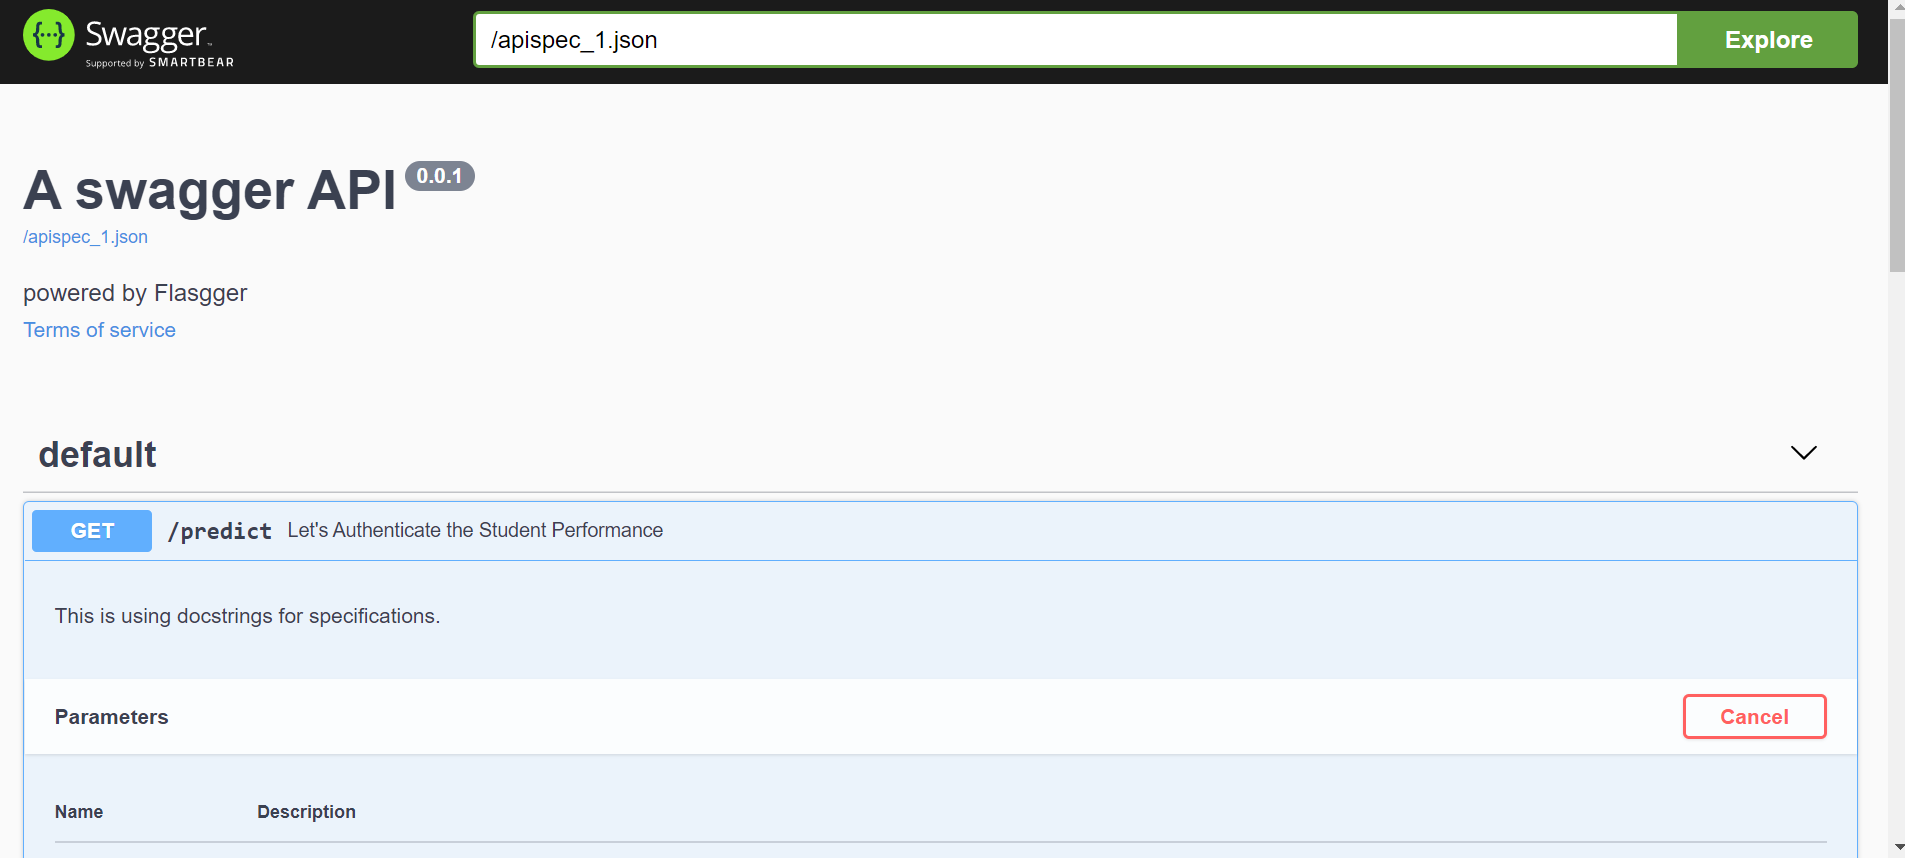 {···} Swagger™
Supported by SMARTBEAR
/apispec_1.json
Explore
A swagger API 0.0.1
/apispec_1.json
powered by Flasgger
Terms of service
default
GET /predict Let's Authenticate the Student Performance
This is using docstrings for specifications.
Parameters
Cancel
Name Description